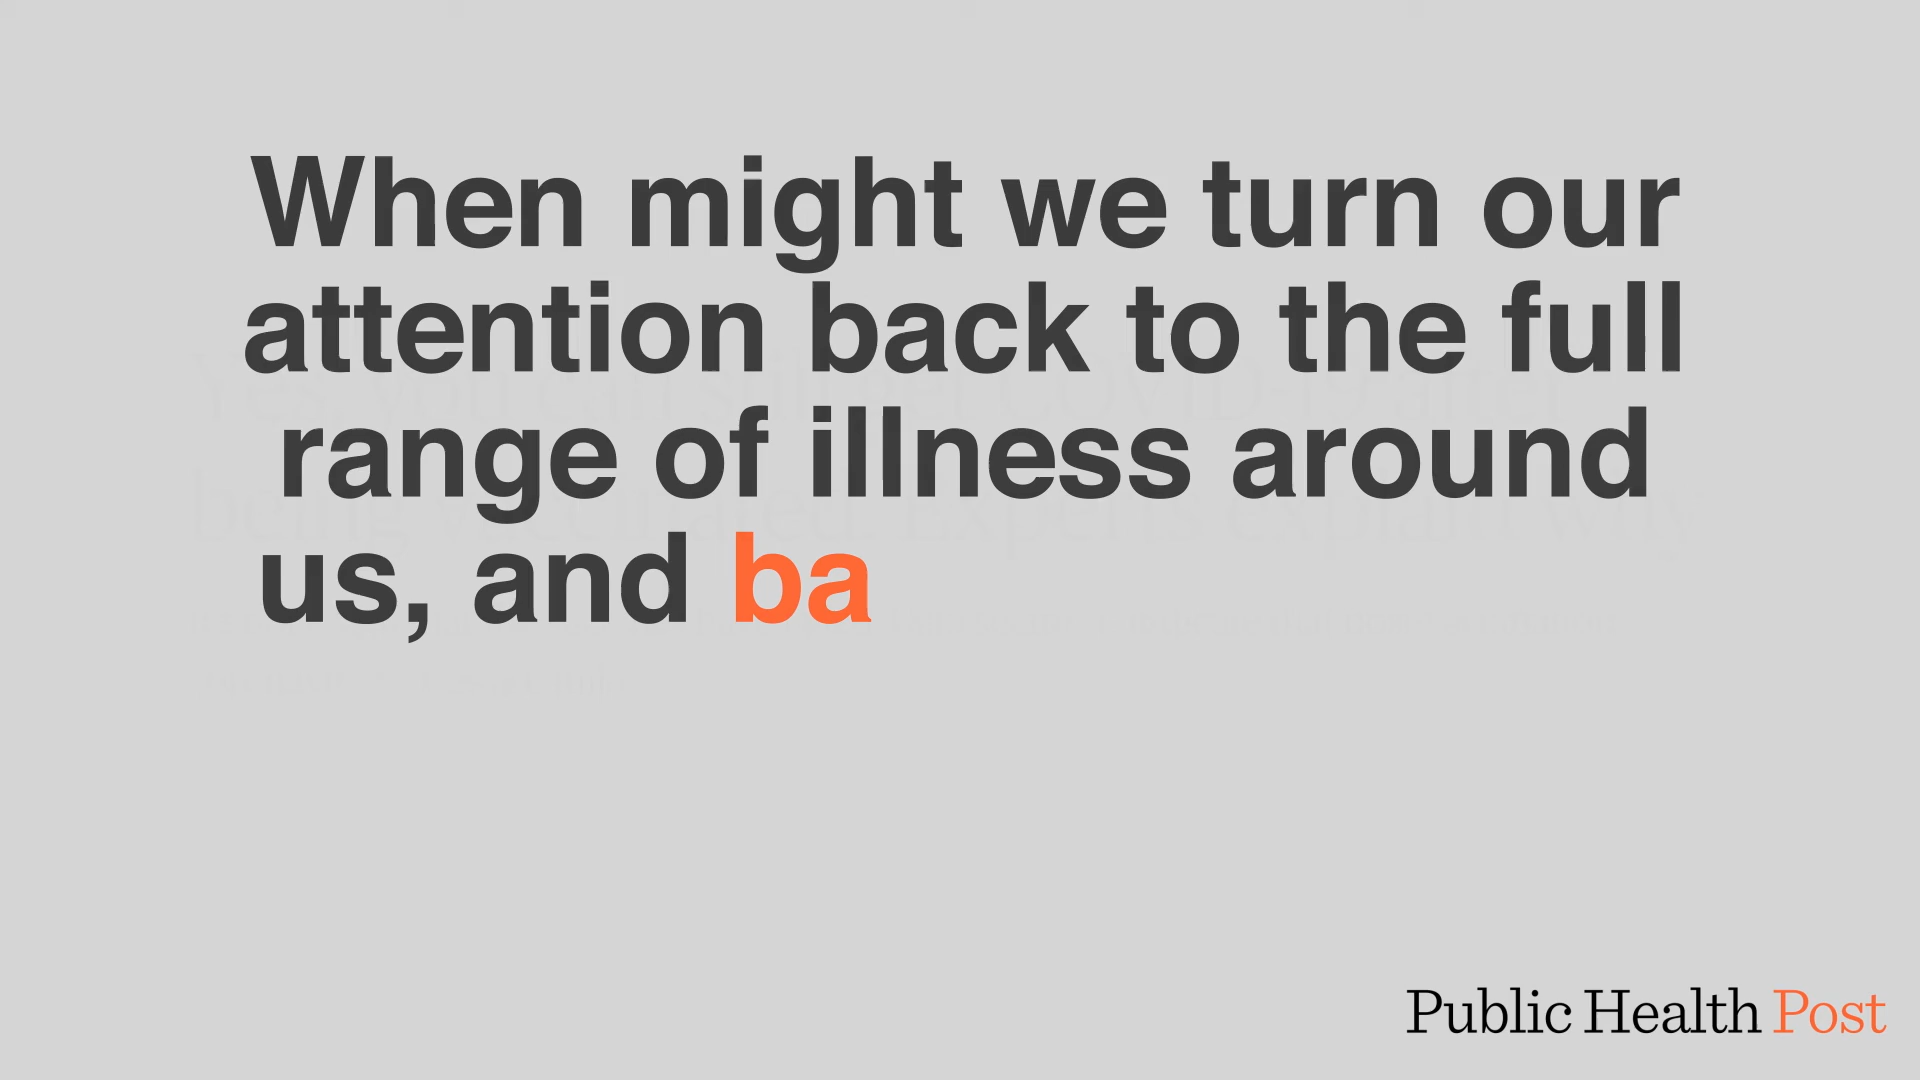 When might we turn our
attention back to the full
range of illness around
us, and ba
Public Health Post